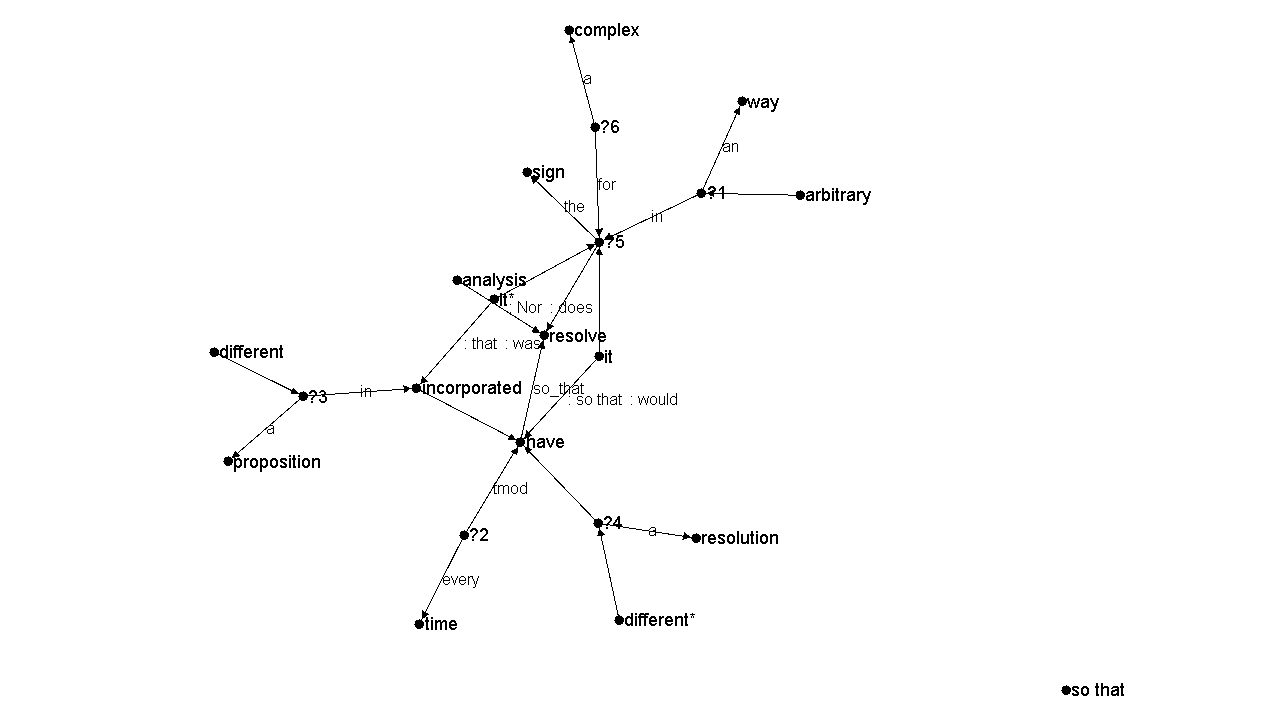 complex
a
way
?6
an
sign
for
?1
arbitrary
the
in
?5
analysis
it*
Nor : does
resolve
: that : was
different
it
incorporated
so_that
in
: so that : would
?3
a
have
proposition
tmod
?4
?2
a
resolution
every
time
different*
so that